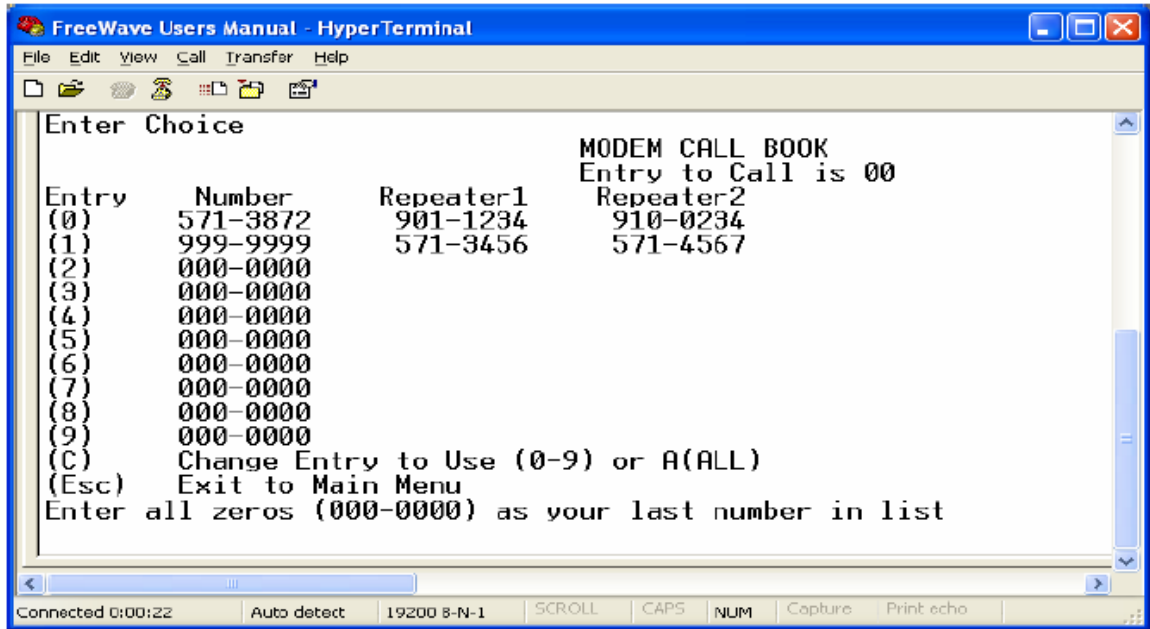 FreeWave Users Manual - HyperTerminal
File Edit View Call Transfer Help
Enter Choice
MODEM CALL BOOK
Entry to Call is 00
Entry Number Repeater1 Repeater2
(0) 571-3872 901-1234 910-0234
(1) 999-9999 571-3456 571-4567
(2) 000-0000
(3) 000-0000
(4) 000-0000
(5) 000-0000
(6) 000-0000
(7) 000-0000
(8) 000-0000
(9) 000-0000
(C) Change Entry to Use (0-9) or A(ALL)
(Esc) Exit to Main Menu
Enter all zeros (000-0000) as your last number in list
Connected 0:00:22 Auto detect 19200 8-N-1 SCROLL CAPS NUM Capture Print echo